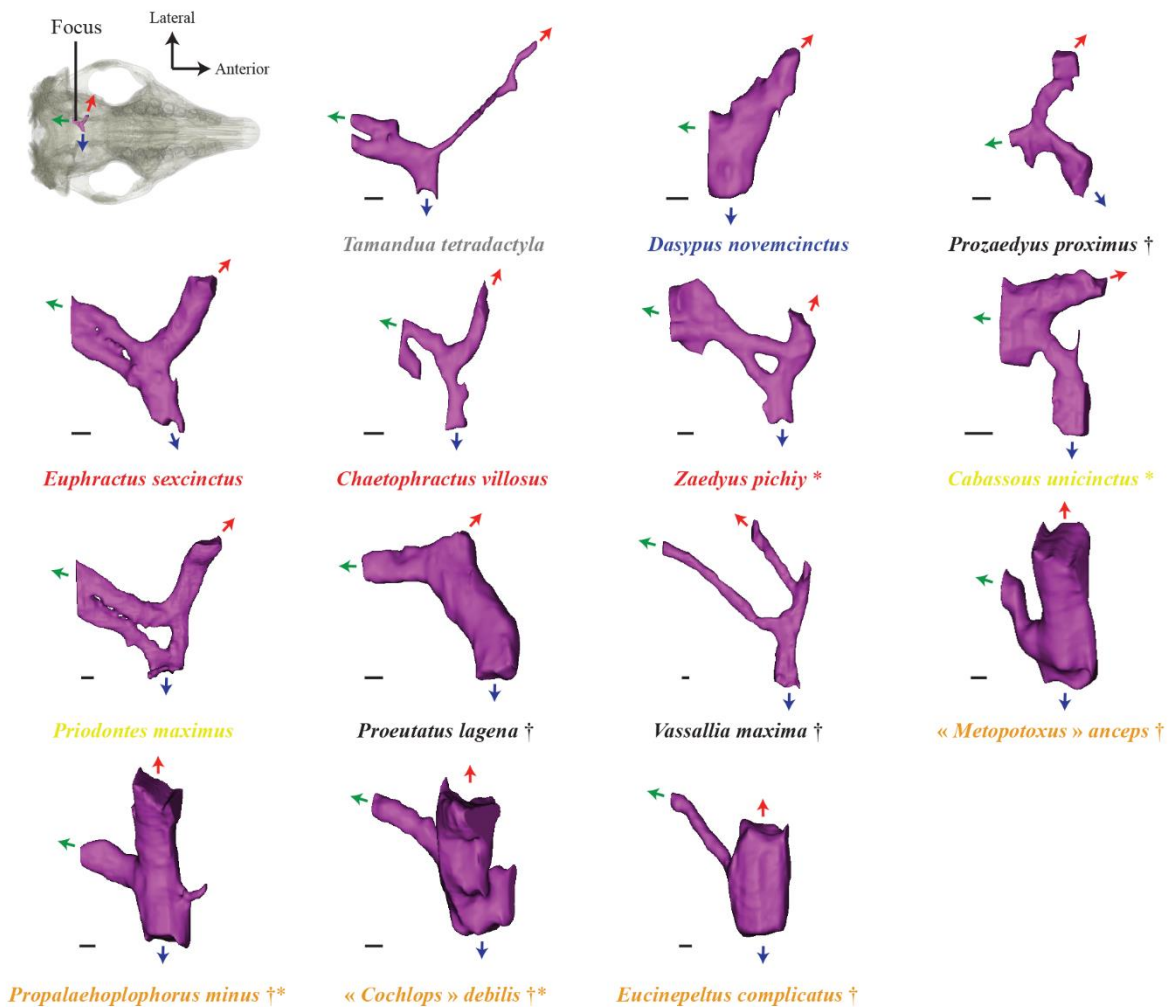 Focus
Lateral
Anterior
Tamandua tetradactyla
Dasypus novemcinctus
Prozaedyus proximus †
Euphractus sexcinctus
Chaetophractus villosus
Zaedyus pichiy *
Cabassous unicinctus *
Priodontes maximus
Proeutatus lagena †
Vassallia maxima †
« Metopotoxus » anceps †
Propalaehoplophorus minus †*
« Cochlops » debilis †*
Eucinepeltus complicatus †